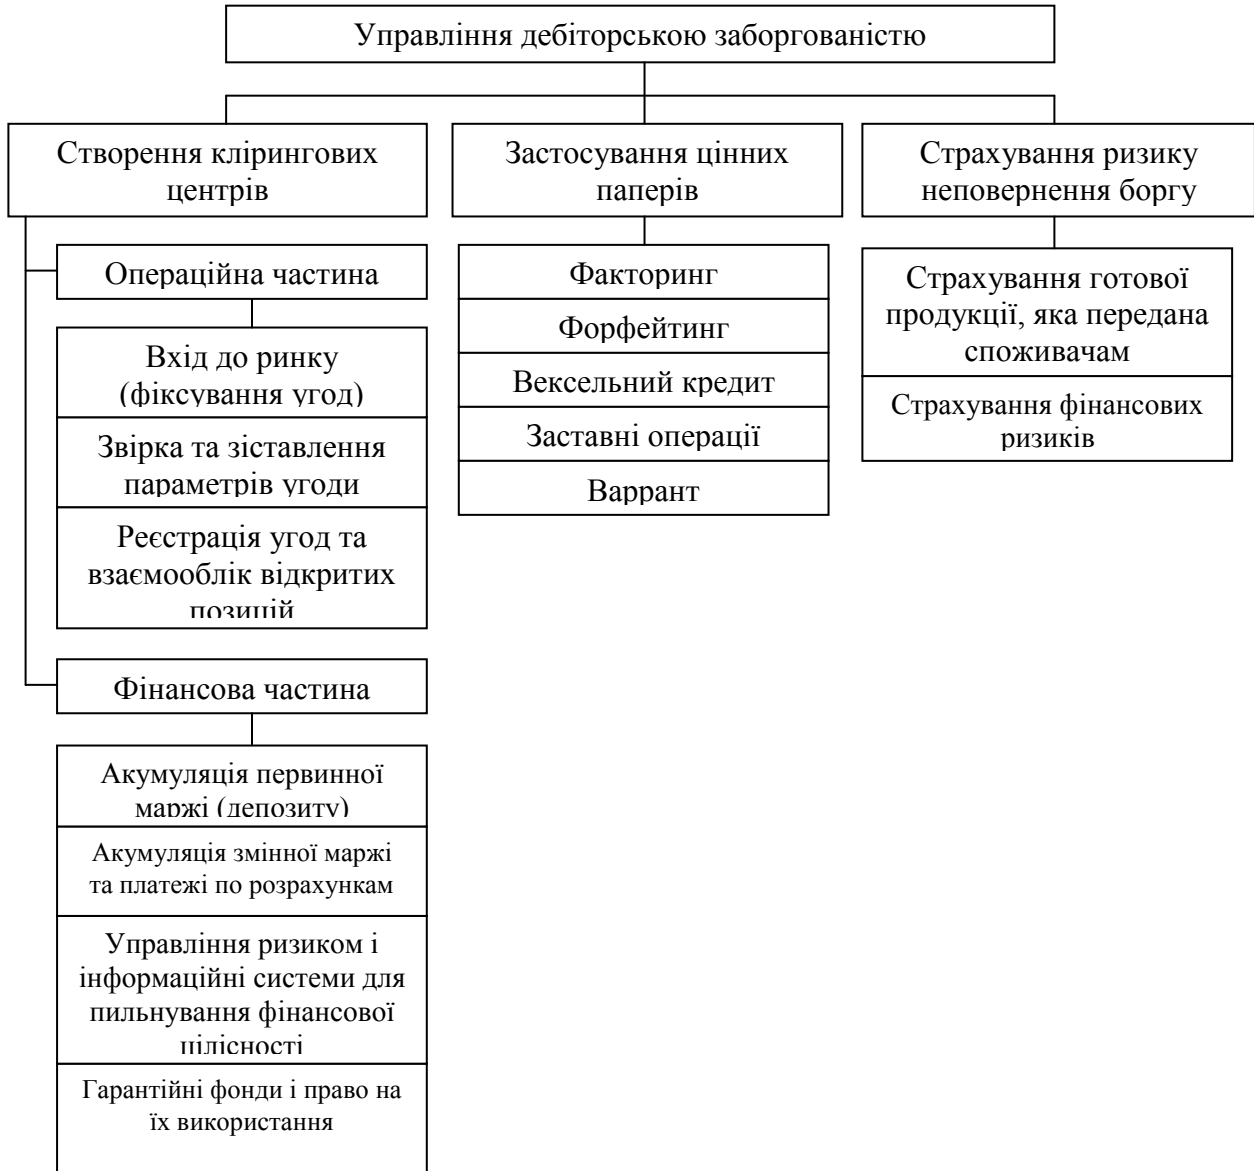 Управління дебіторською заборгованістю
Створення клірингових
центрів
Застосування цінних
паперів
Страхування ризику
неповернення боргу
Операційна частина
Вхід до ринку
(фіксування угод)
Звірка та зіставлення
параметрів угоди
Реєстрація угод та
взаємооблік відкритих
позицій
Фінансова частина
Акумуляція первинної
маржі (депозиту)
Акумуляція змінної маржі
та платежі по розрахункам
Управління ризиком і
інформаційні системи для
пильнування фінансової
цілісності
Гарантійні фонди і право на
їх використання
Факторинг
Форфейтинг
Вексельний кредит
Заставні операції
Варрант
Страхування готової
продукції, яка передана
споживачам
Страхування фінансових
ризиків